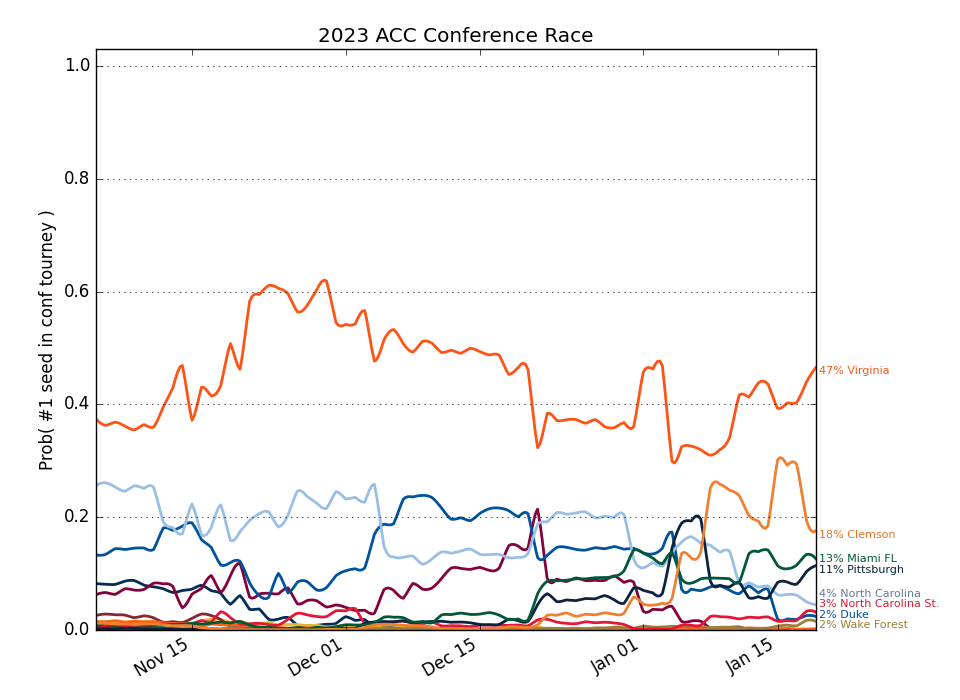 2023 ACC Conference Race
Prob( #1 seed in conf tourney )
1.0
0.8
0.6
0.4
0.2
0.0
Nov 15
Dec 01
Dec 15
Jan 01
Jan 15
47% Virginia
18% Clemson
13% Miami FL
11% Pittsburgh
4% North Carolina
3% North Carolina St.
2% Duke
2% Wake Forest